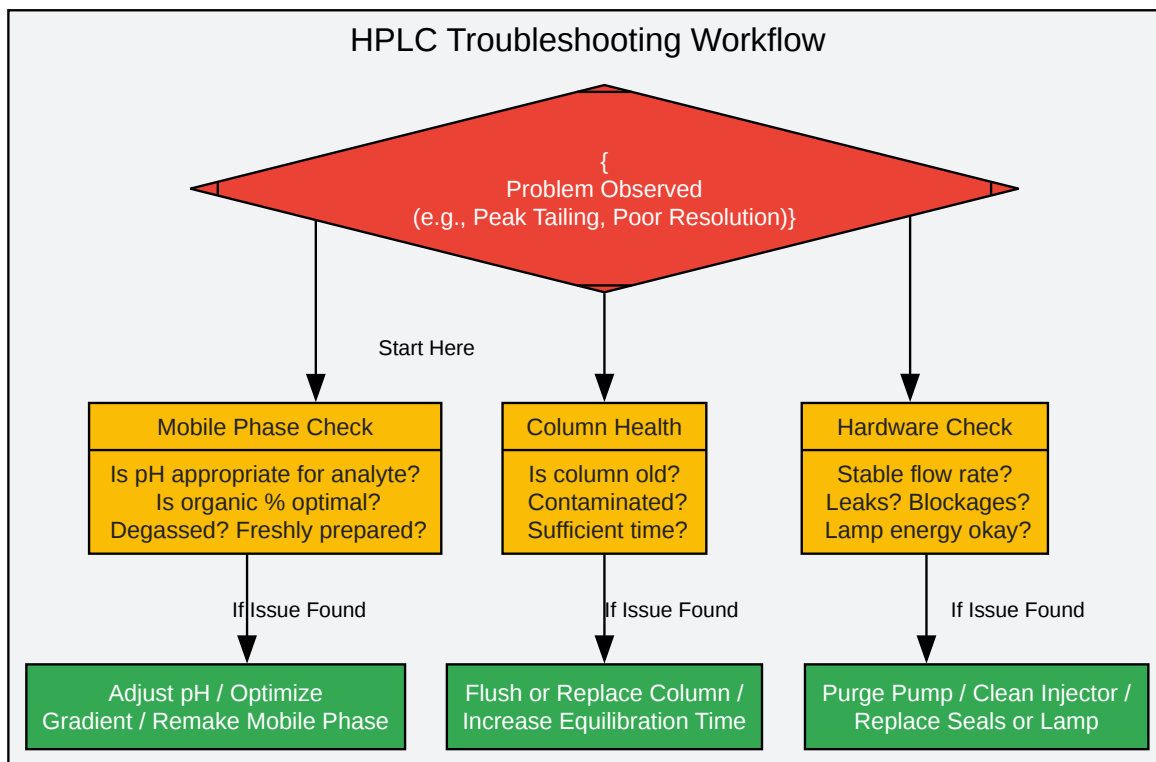 HPLC Troubleshooting Workflow
{
Problem Observed
(e.g., Peak Tailing, Poor Resolution)}
Start Here
Mobile Phase Check
Is pH appropriate for analyte?
Is organic % optimal?
Degassed? Freshly prepared?
Column Health
Is column old?
Contaminated?
Sufficient time?
Hardware Check
Stable flow rate?
Leaks? Blockages?
Lamp energy okay?
If Issue Found
If Issue Found
If Issue Found
Adjust pH / Optimize
Gradient / Remake Mobile Phase
Flush or Replace Column /
Increase Equilibration Time
Purge Pump / Clean Injector /
Replace Seals or Lamp